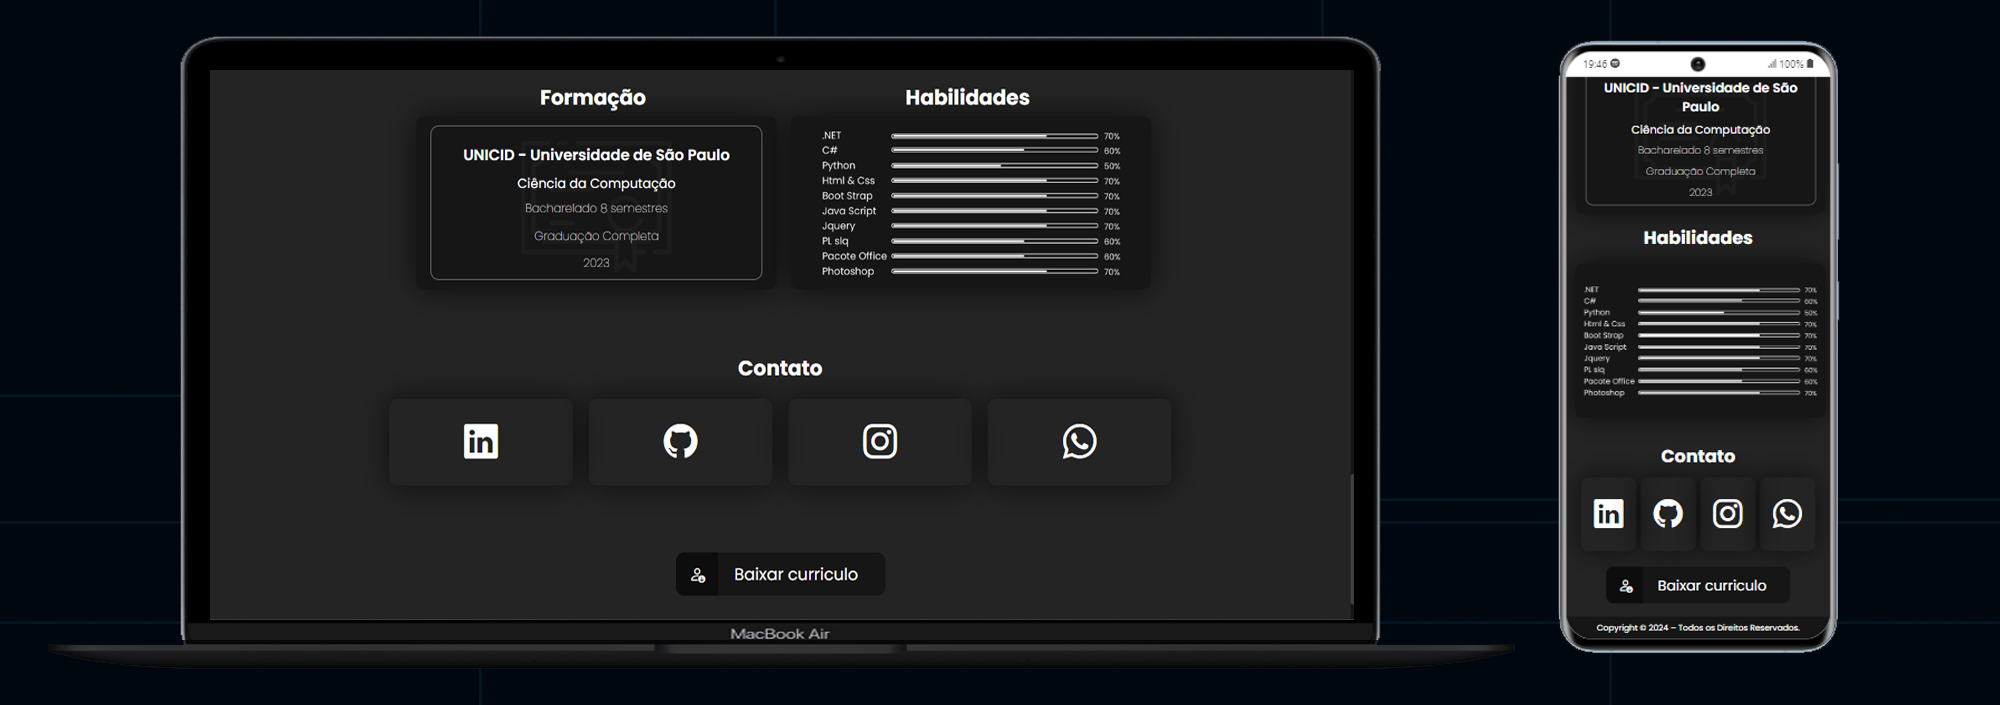 Formação
UNICID - Universidade de São Paulo
Ciência da Computação
Bacharelado 8 semestres
Graduação Completa
2023
Habilidades
.NET 70%
C# 60%
Python 50%
Html & Css 70%
Boot Strap 70%
Java Script 70%
Jquery 70%
PL slq 60%
Pacote Office 60%
Photoshop 70%
Contato
in
Baixar curriculo
MacBook Air
19:46 100%
UNICID - Universidade de São
Paulo
Ciência da Computação
Bacharelado 8 semestres
Graduação Completa
2023
Habilidades
.NET 70%
C# 60%
Python 50%
Html & Css 70%
Boot Strap 70%
Java Script 70%
Jquery 70%
PL slq 60%
Pacote Office 60%
Photoshop 70%
Contato
in
Baixar curriculo
Copyright © 2024 – Todos os Direitos Reservados.